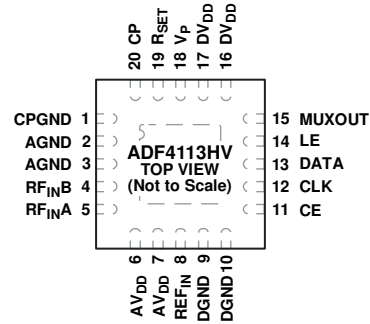 20 CP
19 RSET
18 VP
17 DVDD
16 DVDD
CPGND 1
AGND 2
AGND 3
RFINB 4
RFINA 5
ADF4113HV
TOP VIEW
(Not to Scale)
15 MUXOUT
14 LE
13 DATA
12 CLK
11 CE
AVDD 6
AVDD 7
REFIN 8
DGND 9
DGND 10